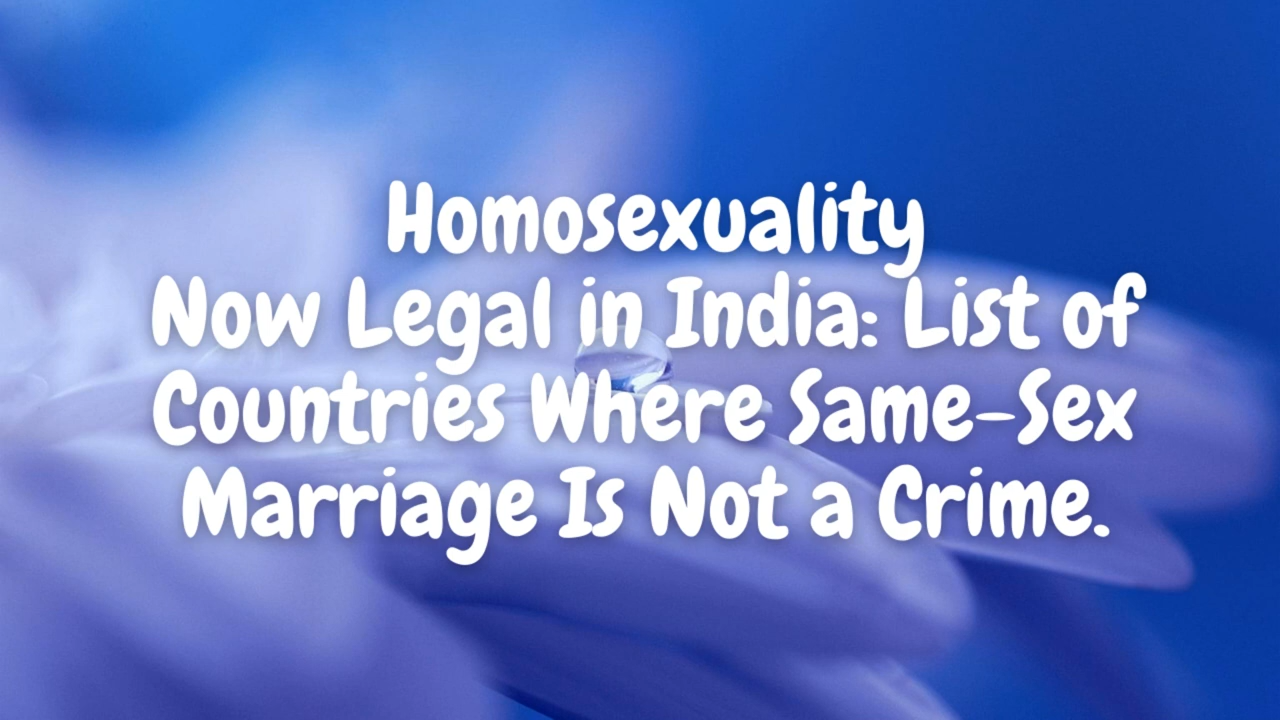 Homosexuality
Now Legal in India: List of
Countries Where Same-Sex
Marriage Is Not a Crime.